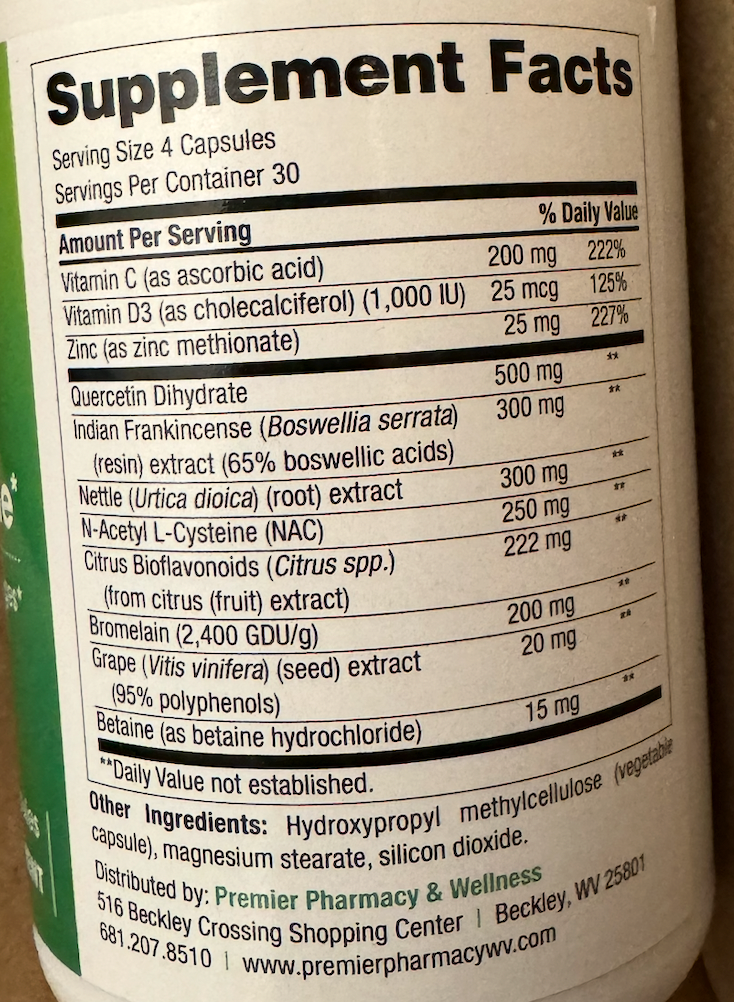 Supplement Facts
Serving Size 4 Capsules
Servings Per Container 30
Amount Per Serving % Daily Value
Vitamin C (as ascorbic acid) 200 mg 222%
Vitamin D3 (as cholecalciferol) (1,000 IU) 25 mcg 125%
Zinc (as zinc methionate) 25 mg 227%
Quercetin Dihydrate 500 mg **
Indian Frankincense (Boswellia serrata) 300 mg **
(resin) extract (65% boswellic acids)
Nettle (Urtica dioica) (root) extract 300 mg **
N-Acetyl L-Cysteine (NAC) 250 mg **
Citrus Bioflavonoids (Citrus spp.) 222 mg **
(from citrus (fruit) extract)
Bromelain (2,400 GDU/g) 200 mg **
Grape (Vitis vinifera) (seed) extract 20 mg **
(95% polyphenols)
Betaine (as betaine hydrochloride) 15 mg **
**Daily Value not established.
Other Ingredients: Hydroxypropyl methylcellulose (vegetable
capsule), magnesium stearate, silicon dioxide.
Distributed by: Premier Pharmacy & Wellness
516 Beckley Crossing Shopping Center | Beckley, WV 25801
681.207.8510 | www.premierpharmacywv.com